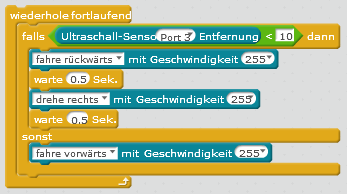 wiederhole fortlaufend
falls Ultraschall-Senso Port 3 Entfernung < 10 dann
fahre rückwärts mit Geschwindigkeit 255
warte 0.5 Sek.
drehe rechts mit Geschwindigkeit 255
warte 0.5 Sek.
sonst
fahre vorwärts mit Geschwindigkeit 255